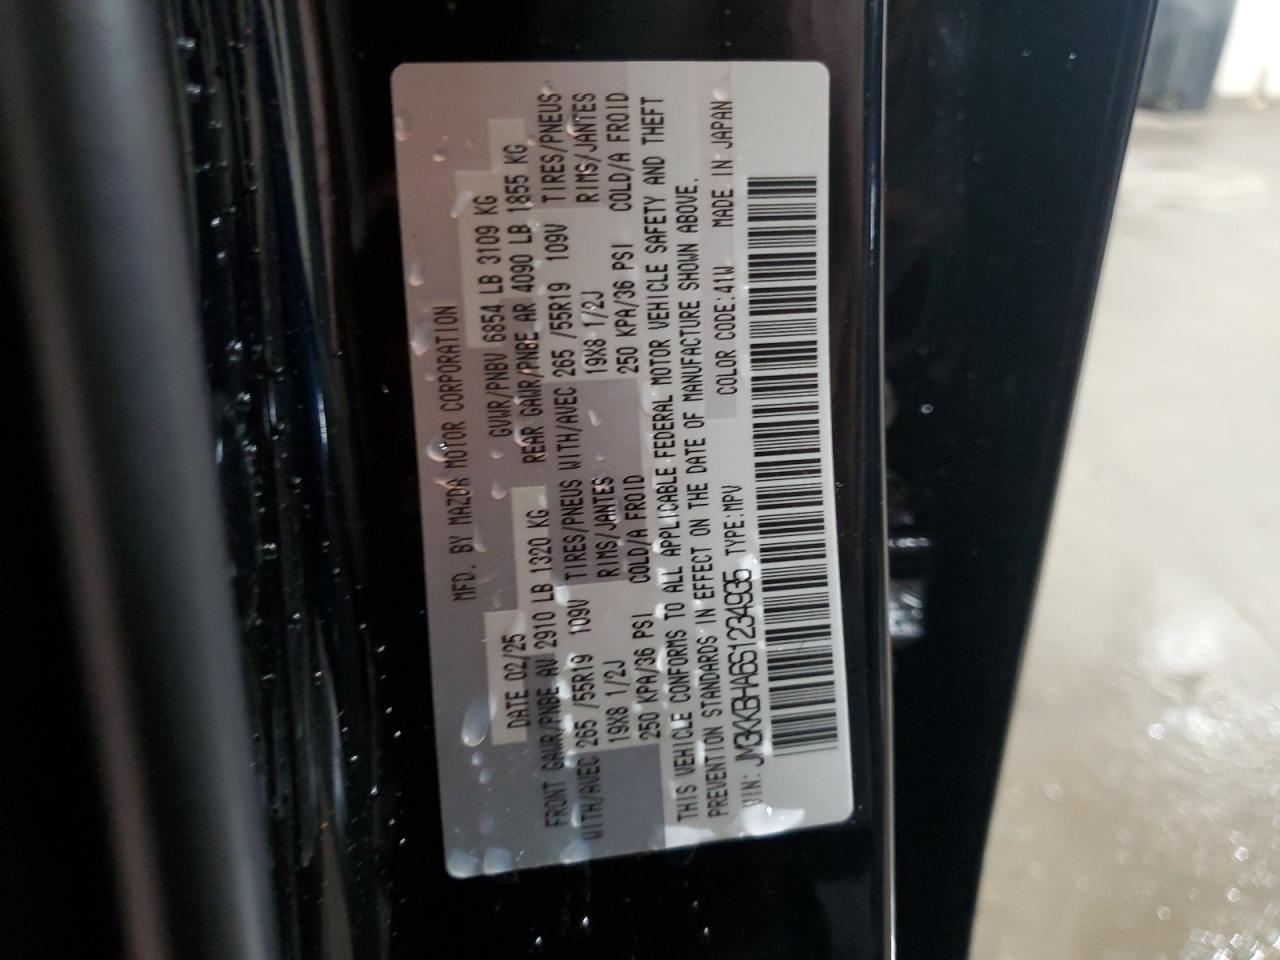 MFD. BY MAZDA MOTOR CORPORATION
DATE 02/25 GVWR/PNBV 6854 LB 3109 KG
FRONT GAWR/PNBE AV 2910 LB 1320 KG REAR GAWR/PNBE AR 4090 LB 1855 KG
WITH/AVEC 265 /55R19 109V TIRES/PNEUS WITH/AVEC 265 /55R19 109V TIRES/PNEUS
19X8 1/2J RIMS/JANTES 19X8 1/2J RIMS/JANTES
250 KPA/36 PSI COLD/A FROID 250 KPA/36 PSI COLD/A FROID
THIS VEHICLE CONFORMS TO ALL APPLICABLE FEDERAL MOTOR VEHICLE SAFETY AND THEFT
PREVENTION STANDARDS IN EFFECT ON THE DATE OF MANUFACTURE SHOWN ABOVE.
VIN: JM3KKBHA6S1234935 TYPE:MPV COLOR CODE:41W MADE IN JAPAN